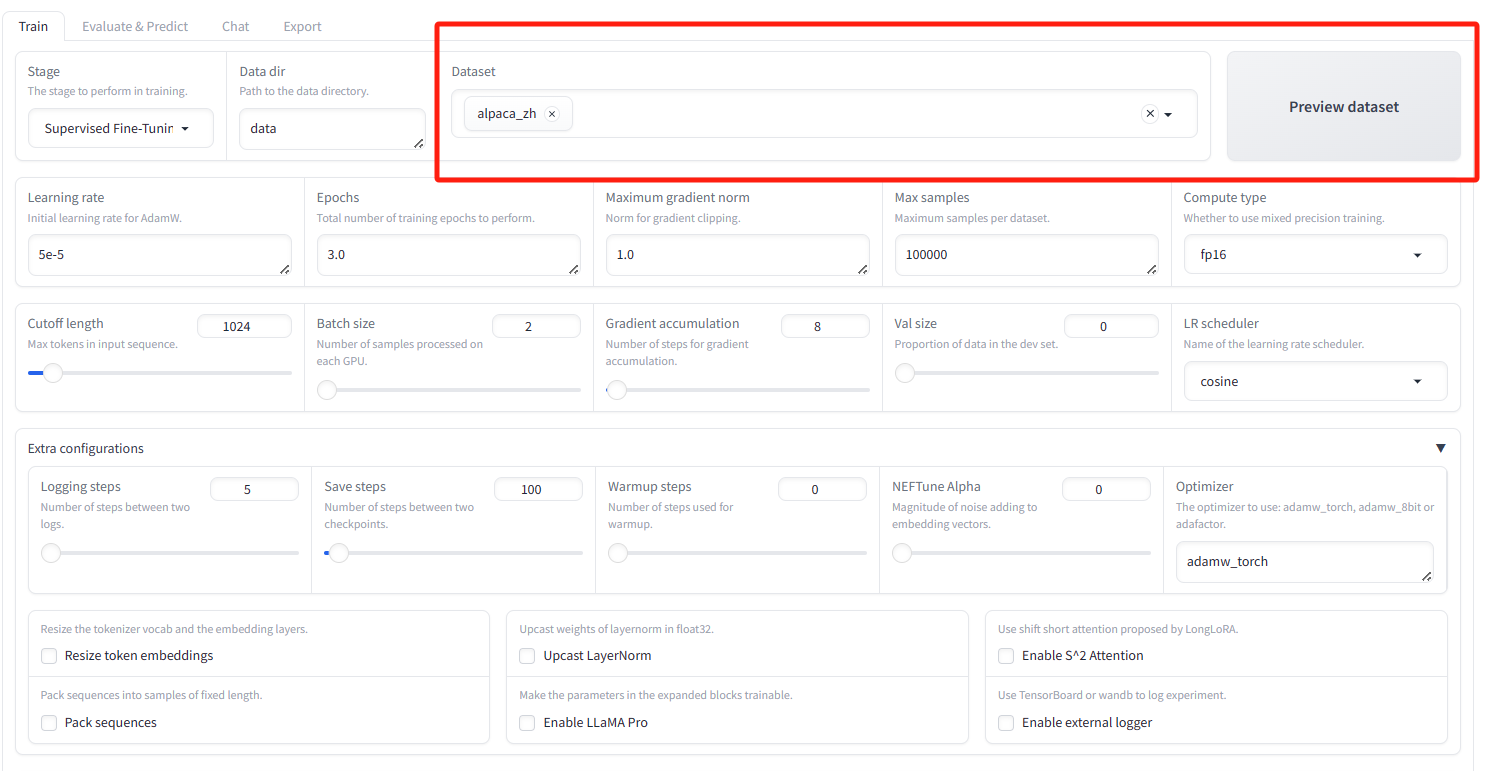 Train
Evaluate & Predict
Chat
Export
Stage
The stage to perform in training.
Supervised Fine-Tunin
Data dir
Path to the data directory.
data
Dataset
alpaca_zh
Preview dataset
Learning rate
Initial learning rate for AdamW.
5e-5
Epochs
Total number of training epochs to perform.
3.0
Maximum gradient norm
Norm for gradient clipping.
1.0
Max samples
Maximum samples per dataset.
100000
Compute type
Whether to use mixed precision training.
fp16
Cutoff length
1024
Max tokens in input sequence.
Batch size
2
Number of samples processed on
each GPU.
Gradient accumulation
8
Number of steps for gradient
accumulation.
Val size
0
Proportion of data in the dev set.
LR scheduler
Name of the learning rate scheduler.
cosine
Extra configurations
Logging steps
5
Number of steps between two
logs.
Save steps
100
Number of steps between two
checkpoints.
Warmup steps
0
Number of steps used for
warmup.
NEFTune Alpha
0
Magnitude of noise adding to
embedding vectors.
Optimizer
The optimizer to use: adamw_torch, adamw_8bit or
adafactor.
adamw_torch
Resize the tokenizer vocab and the embedding layers.
Resize token embeddings
Upcast weights of layernorm in float32.
Upcast LayerNorm
Use shift short attention proposed by LongLoRA.
Enable S^2 Attention
Pack sequences into samples of fixed length.
Pack sequences
Make the parameters in the expanded blocks trainable.
Enable LLaMA Pro
Use TensorBoard or wandb to log experiment.
Enable external logger